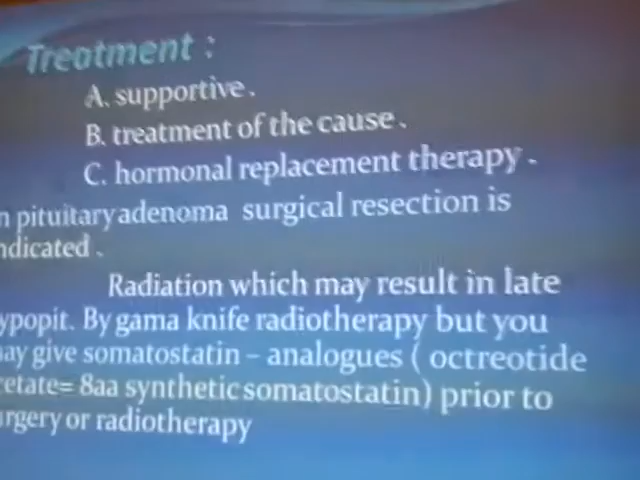 Treatment :
A. supportive .
B. treatment of the cause .
C. hormonal replacement therapy .
n pituitary adenoma surgical resection is
ndicated .
Radiation which may result in late
ypopit. By gama knife radiotherapy but you
ay give somatostatin – analogues ( octreotide
cetate= 8aa synthetic somatostatin) prior to
urgery or radiotherapy